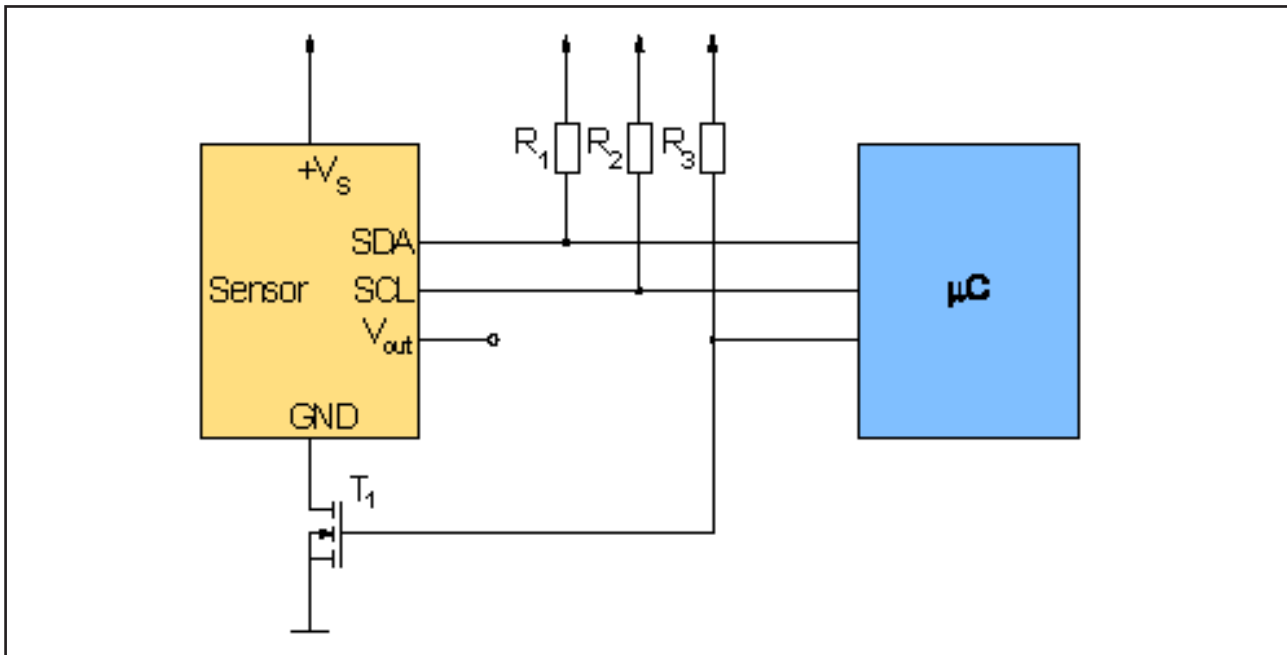 R1 R2 R3
+VS
SDA
Sensor SCL
Vout
GND
T1
µC